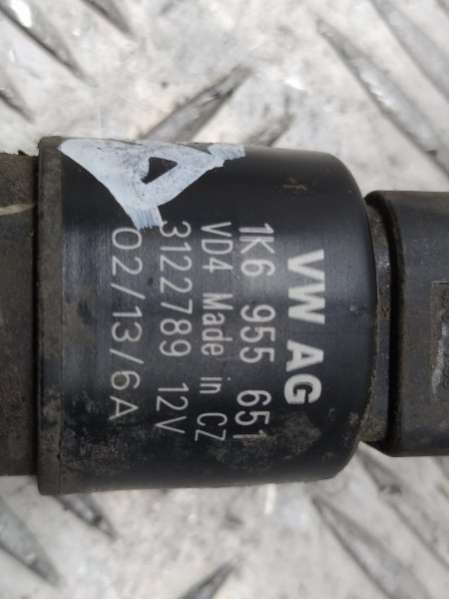 VW AG
1K6 955 651
VD4 Made in CZ
3122789 12V
02/13/6A